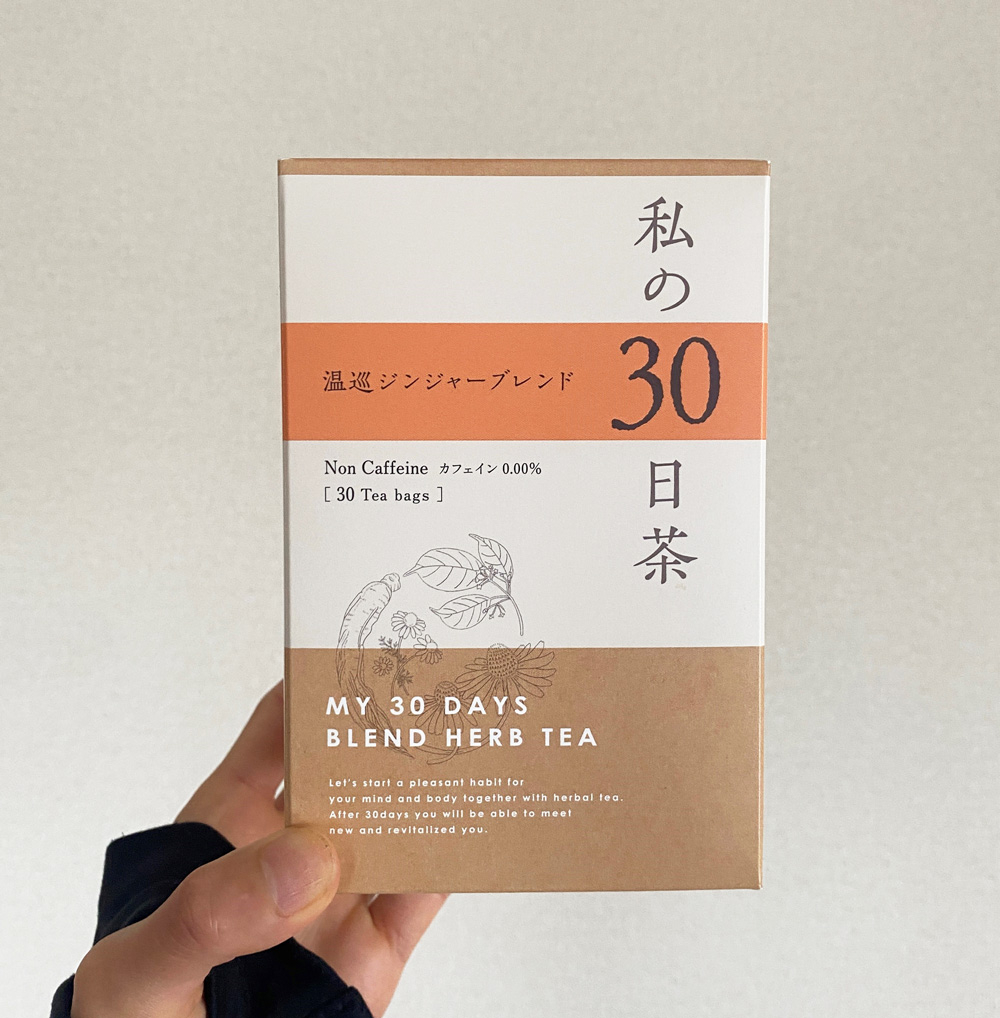 私の30日茶
温巡ジンジャーブレンド
Non Caffeine カフェイン 0.00%
[ 30 Tea bags ]
MY 30 DAYS
BLEND HERB TEA
Let's start a pleasant habit for
your mind and body together with herbal tea.
After 30days you will be able to meet
new and revitalized you.